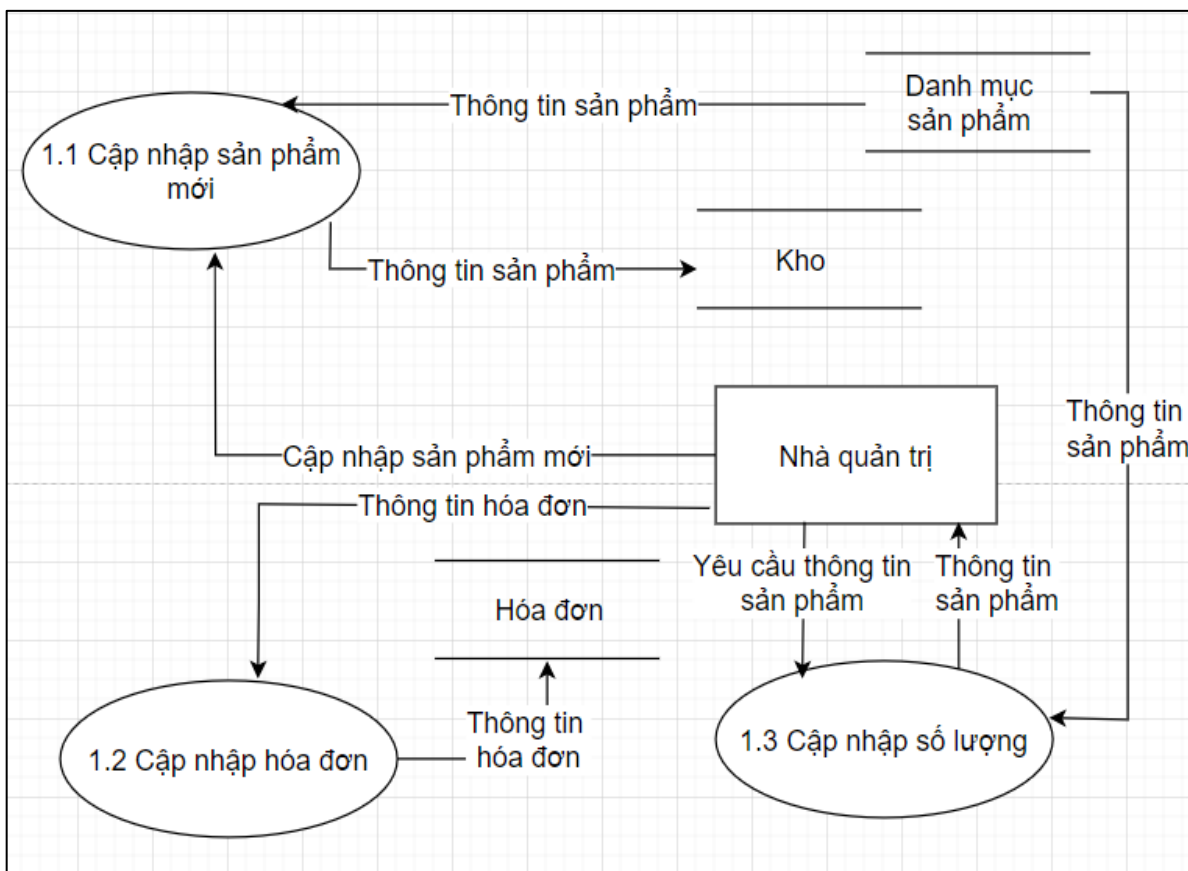 Danh mục
sản phẩm
Thông tin sản phẩm
1.1 Cập nhập sản phẩm
mới
Thông tin sản phẩm
Kho
Thông tin
sản phẩm
Cập nhập sản phẩm mới
Nhà quản trị
Thông tin hóa đơn
Yêu cầu thông tin
sản phẩm
Thông tin
sản phẩm
Hóa đơn
Thông tin
hóa đơn
1.2 Cập nhập hóa đơn
1.3 Cập nhập số lượng